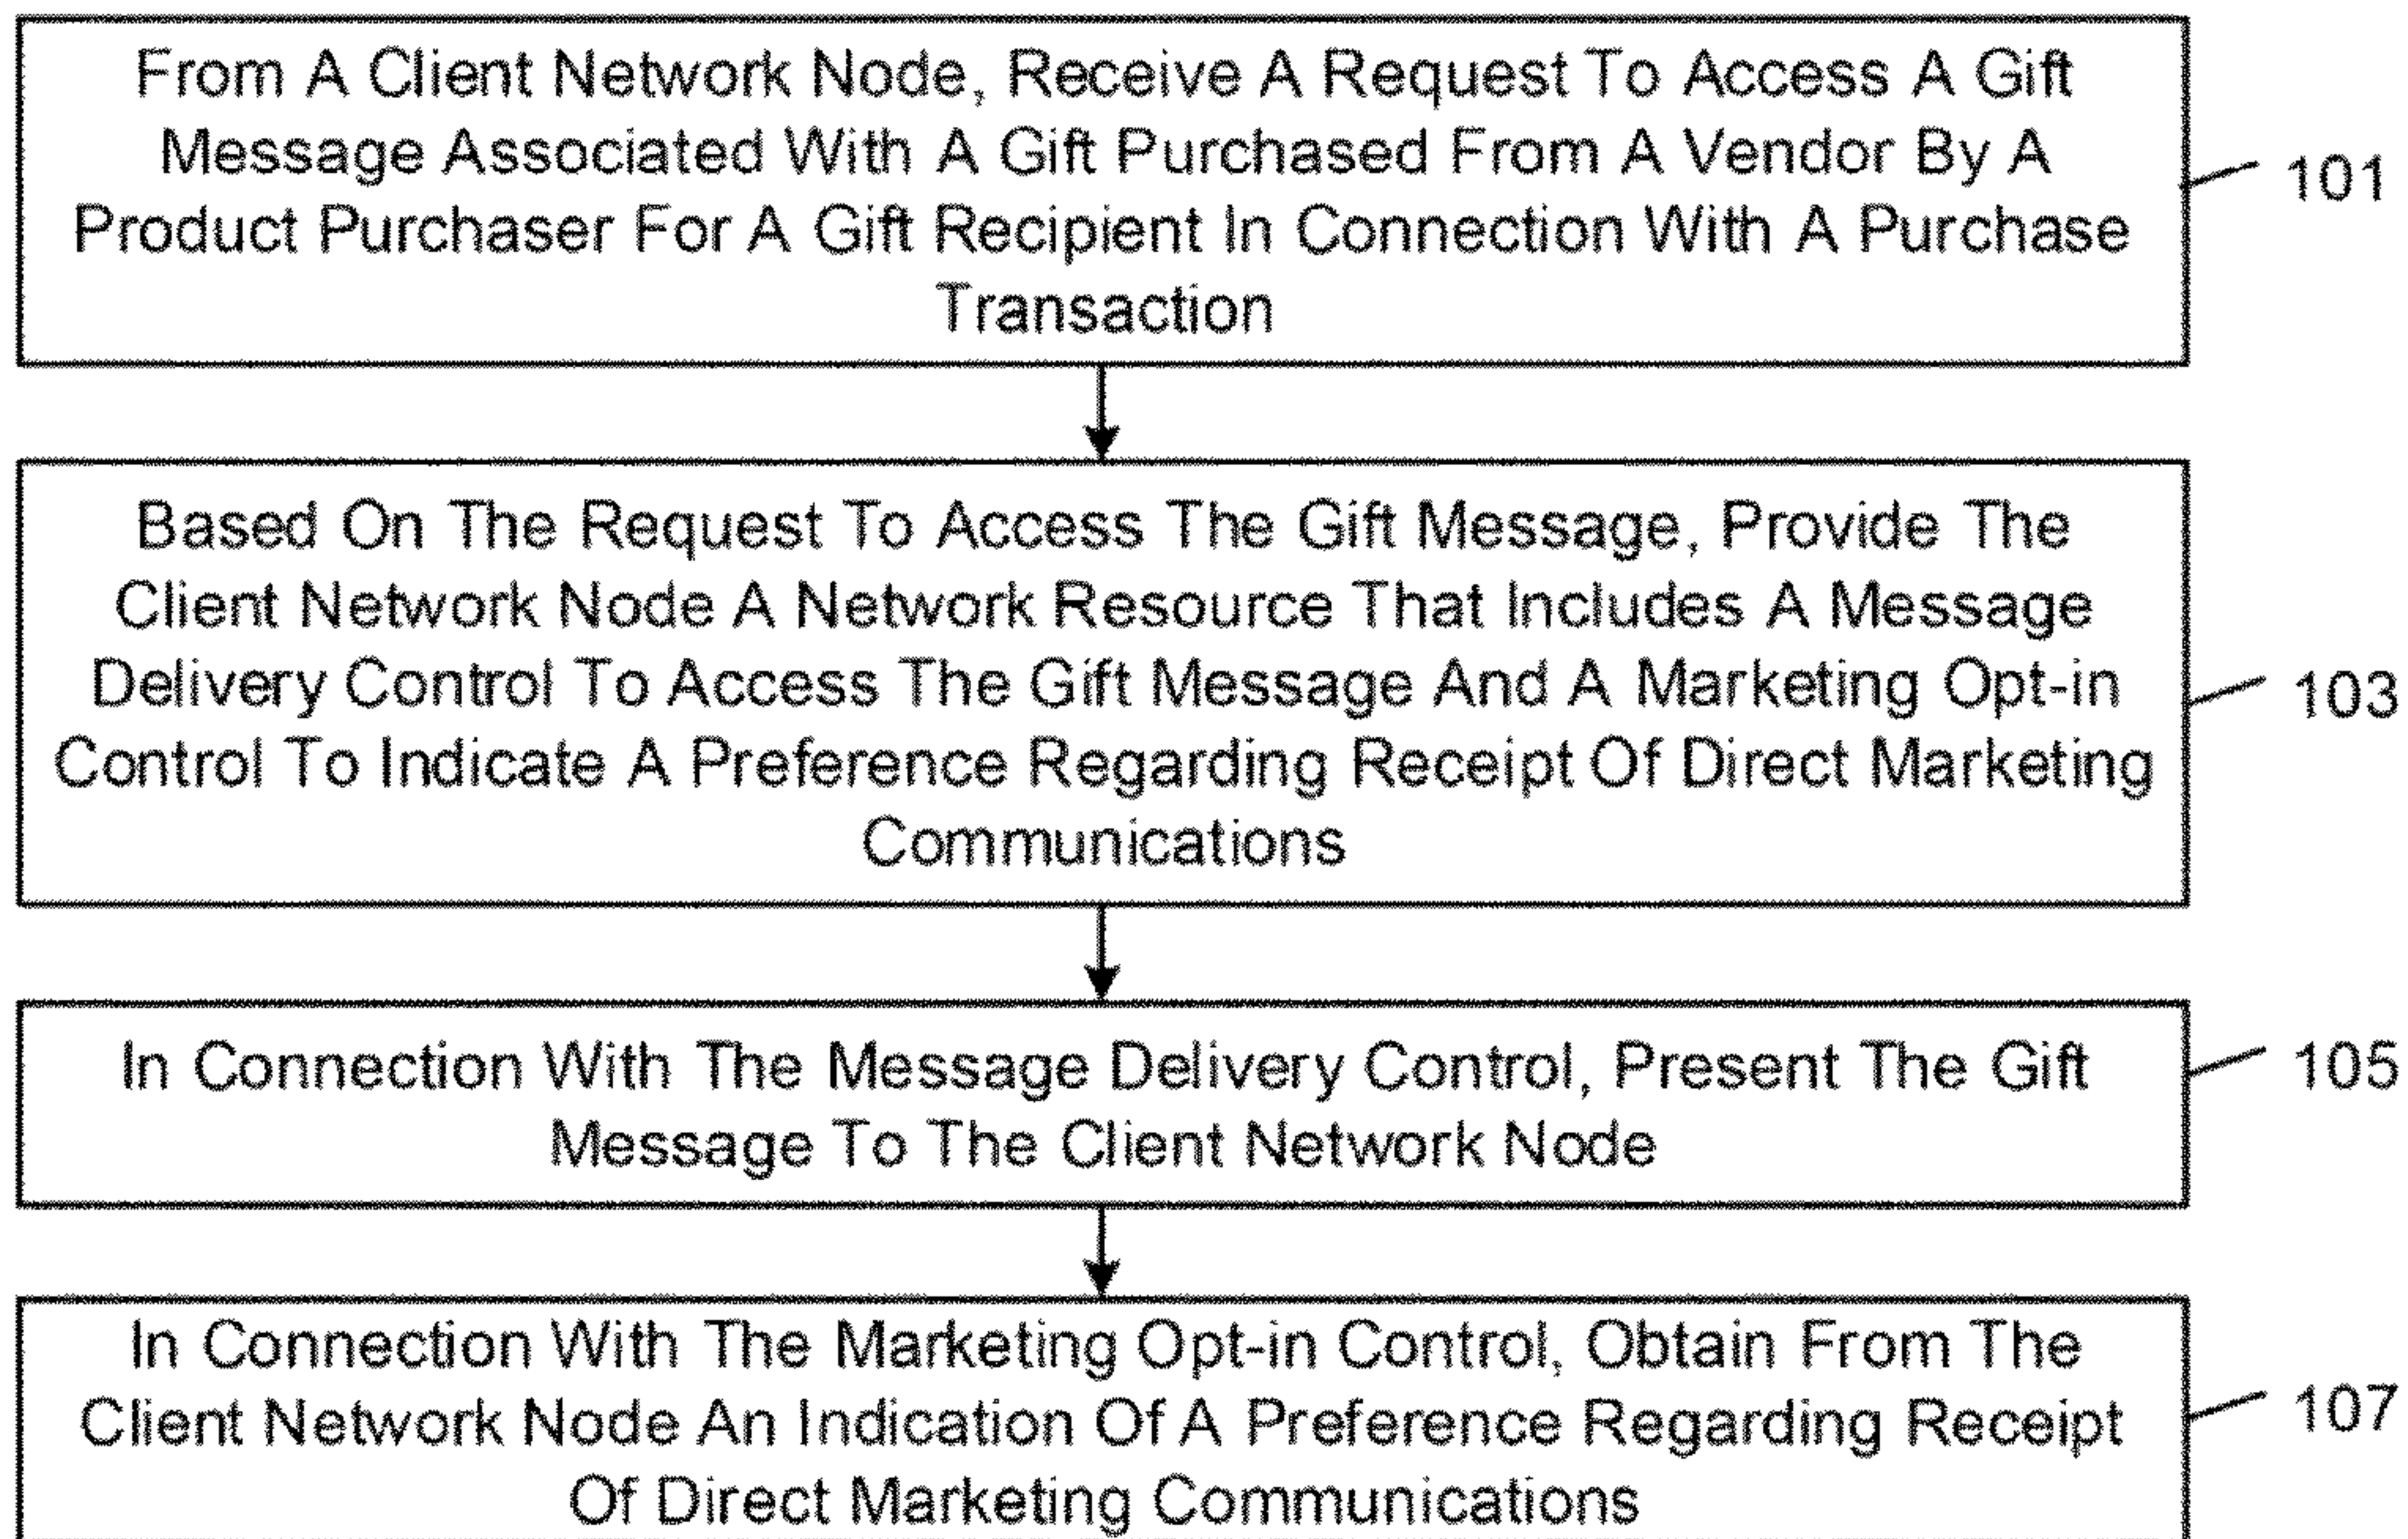 From A Client Network Node, Receive A Request To Access A Gift
Message Associated With A Gift Purchased From A Vendor By A
Product Purchaser For A Gift Recipient In Connection With A Purchase
Transaction
101
Based On The Request To Access The Gift Message, Provide The
Client Network Node A Network Resource That Includes A Message
Delivery Control To Access The Gift Message And A Marketing Opt-in
Control To Indicate A Preference Regarding Receipt Of Direct Marketing
Communications
103
In Connection With The Message Delivery Control, Present The Gift
Message To The Client Network Node
105
In Connection With The Marketing Opt-in Control, Obtain From The
Client Network Node An Indication Of A Preference Regarding Receipt
Of Direct Marketing Communications
107